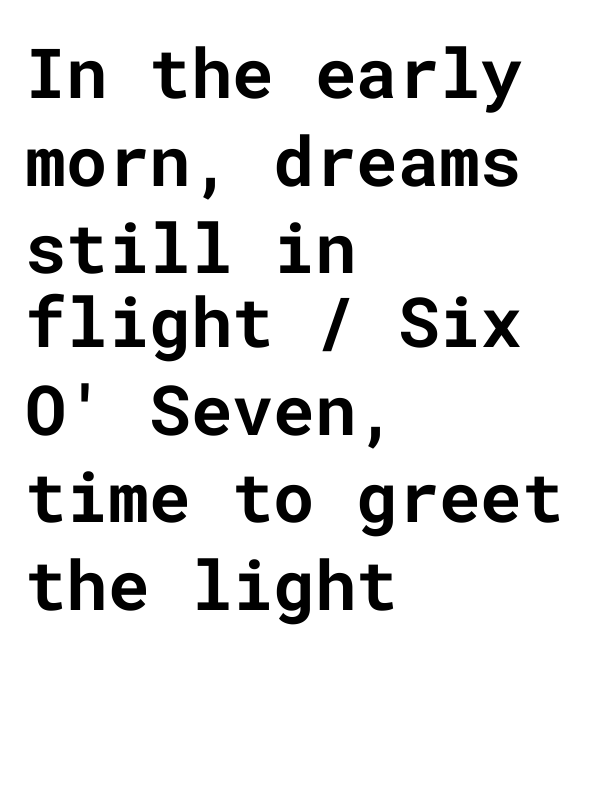 In the early
morn, dreams
still in
flight / Six
O' Seven,
time to greet
the light